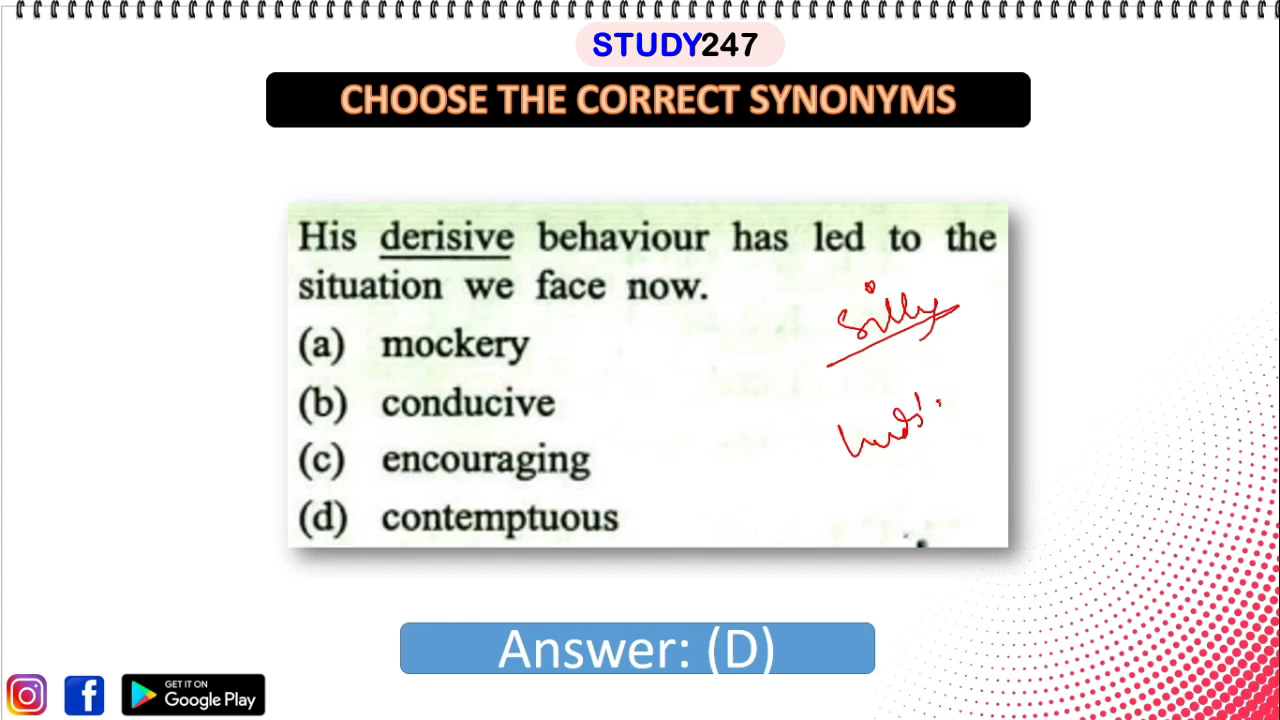 STUDY247
CHOOSE THE CORRECT SYNONYMS
His derisive behaviour has led to the
situation we face now.
silly
(a) mockery
(b) conducive
(c) encouraging
(d) contemptuous
Answer: (D)
GET IT ON
Google Play